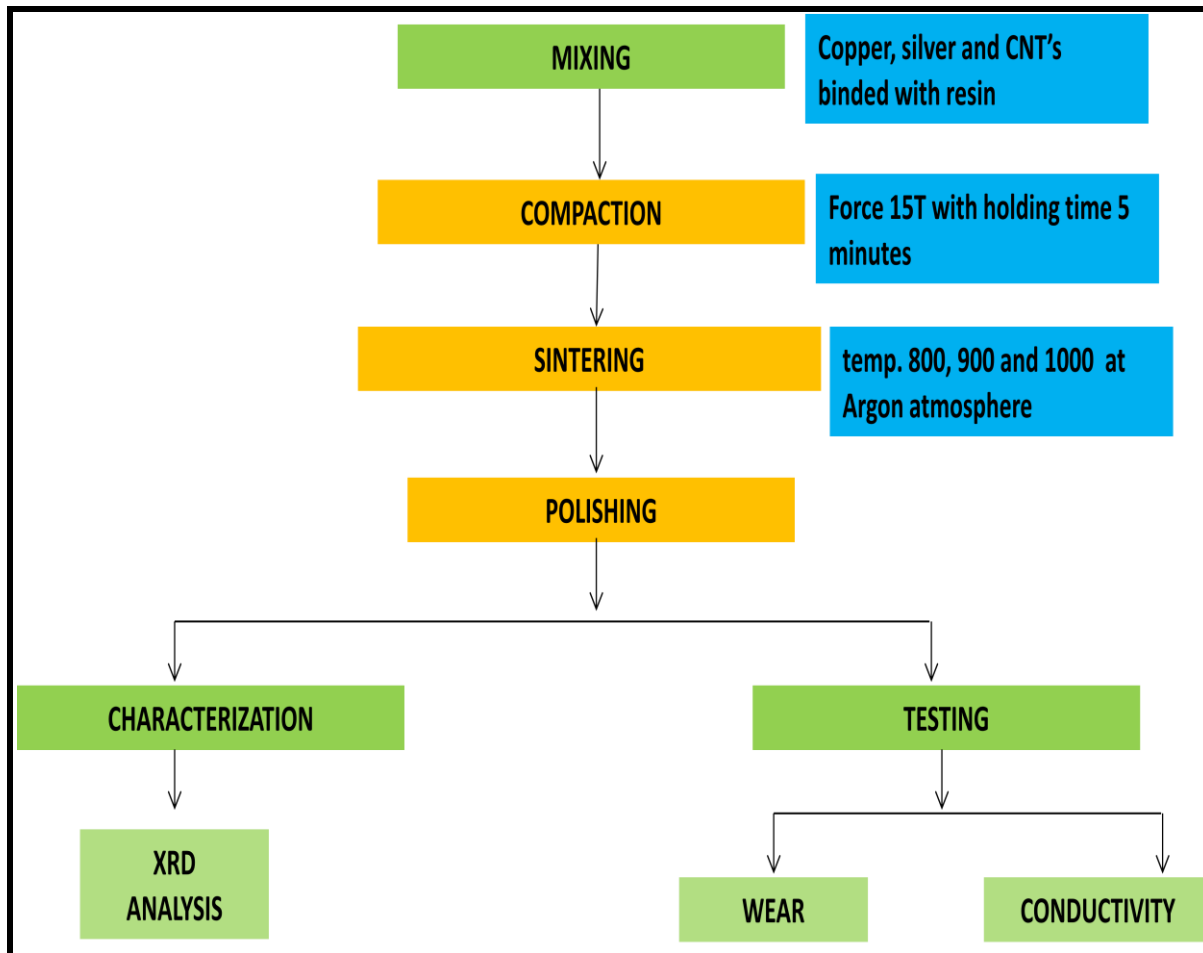 MIXING
Copper, silver and CNT's
binded with resin
COMPACTION
Force 15T with holding time 5
minutes
SINTERING
temp. 800, 900 and 1000 at
Argon atmosphere
POLISHING
CHARACTERIZATION
TESTING
XRD
ANALYSIS
WEAR
CONDUCTIVITY